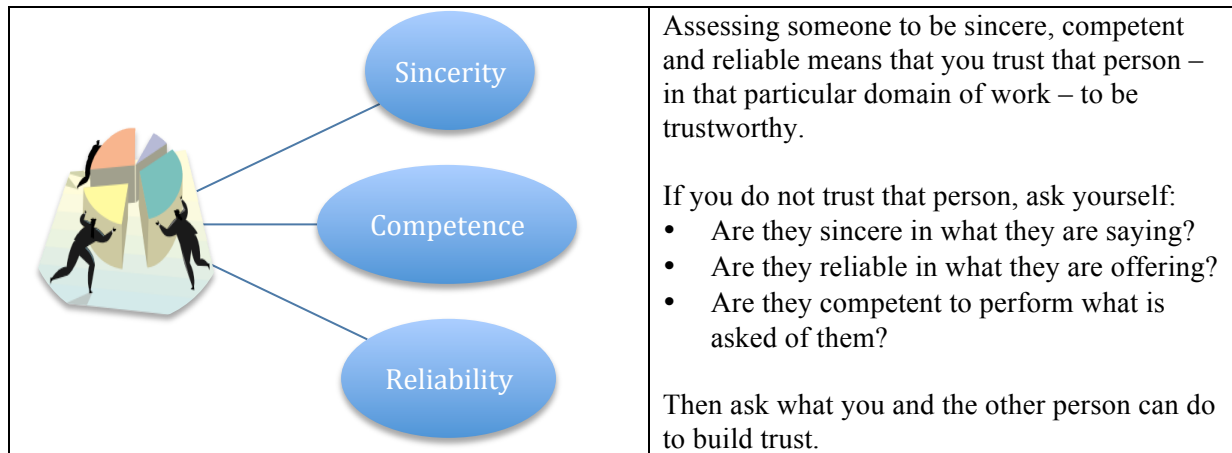 Sincerity
Competence
Reliability
Assessing someone to be sincere, competent
and reliable means that you trust that person –
in that particular domain of work – to be
trustworthy.
If you do not trust that person, ask yourself:
• Are they sincere in what they are saying?
• Are they reliable in what they are offering?
• Are they competent to perform what is
asked of them?
Then ask what you and the other person can do
to build trust.